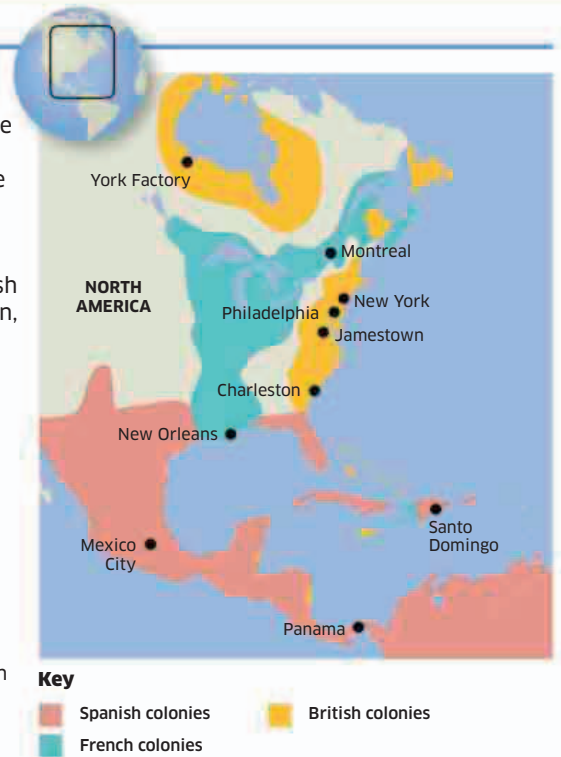 e
e
sh
n,
York Factory
Montreal
NORTH
AMERICA
New York
Philadelphia
Jamestown
Charleston
New Orleans
Santo
Domingo
Mexico
City
Panama
n
Key
Spanish colonies
British colonies
French colonies